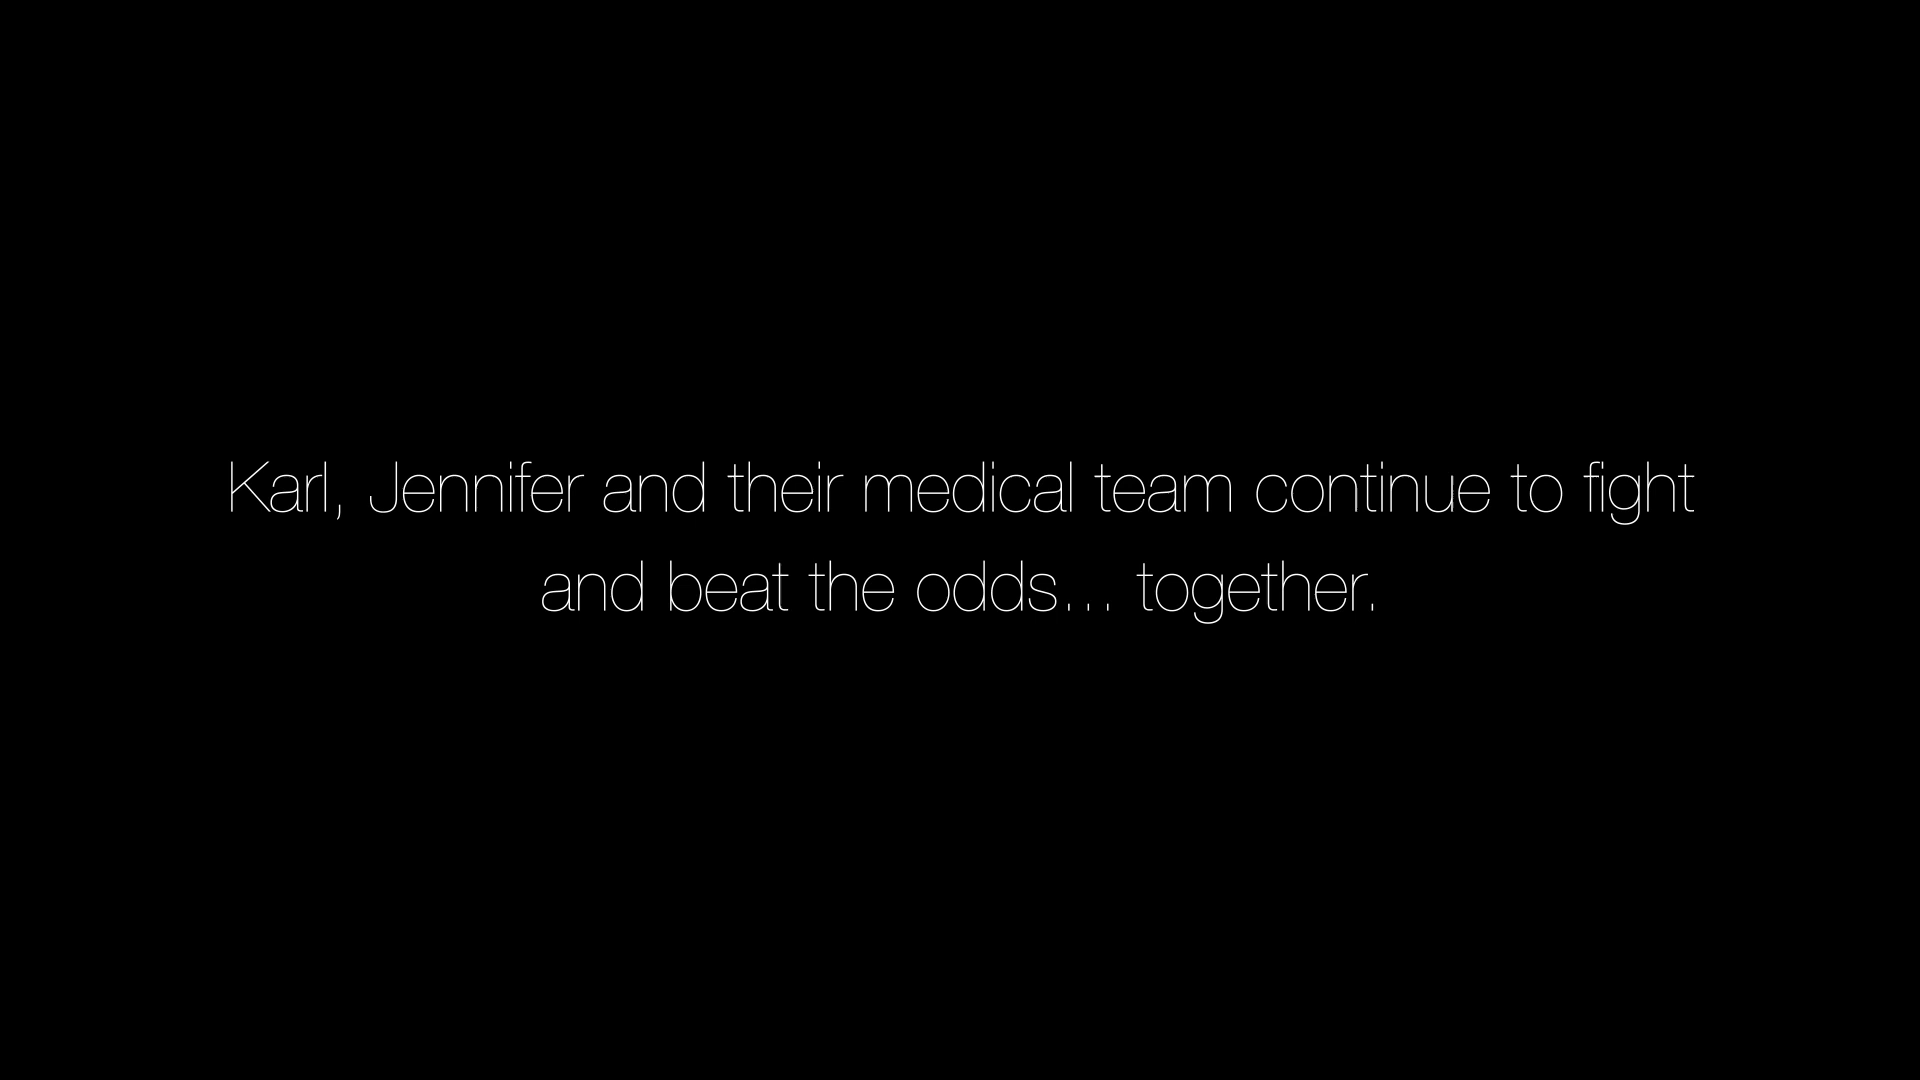 Karl, Jennifer and their medical team continue to fight
and beat the odds... together.